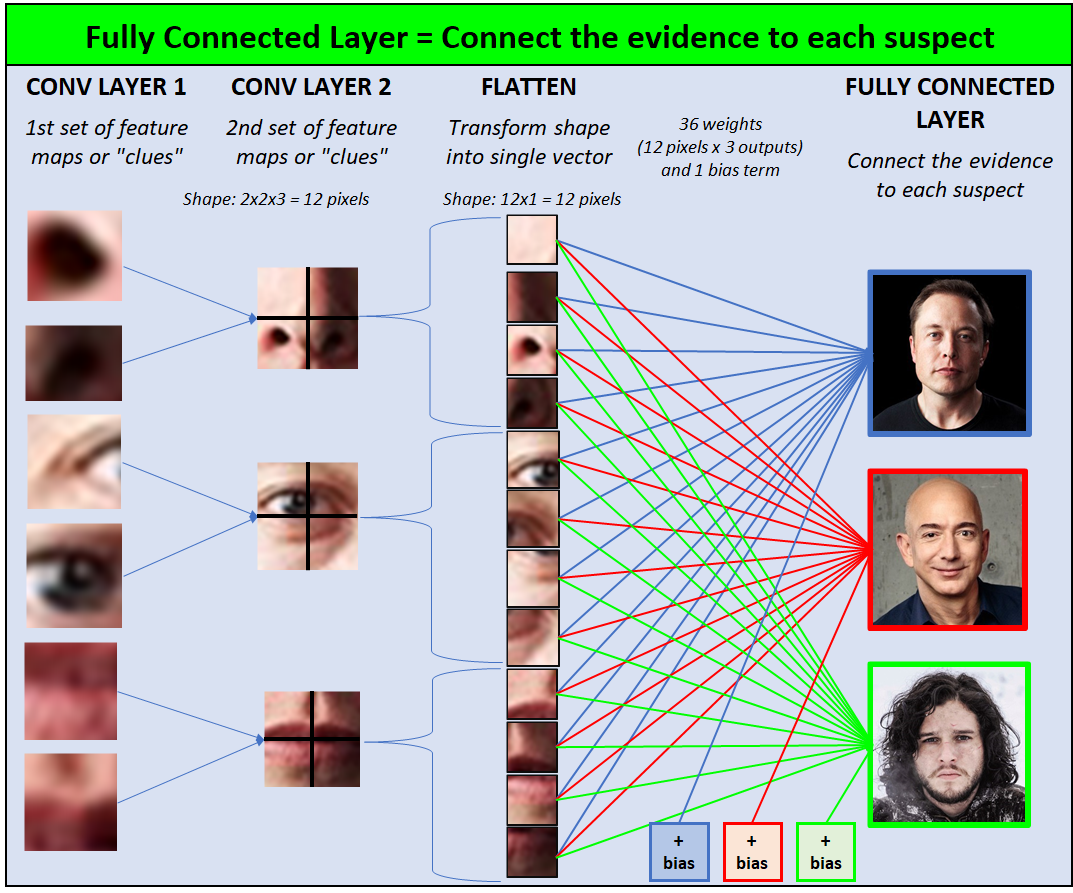 Fully Connected Layer = Connect the evidence to each suspect
CONV LAYER 1
1st set of feature
maps or "clues"
CONV LAYER 2
2nd set of feature
maps or "clues"
Shape: 2x2x3 = 12 pixels
FLATTEN
Transform shape
into single vector
Shape: 12x1 = 12 pixels
36 weights
(12 pixels x 3 outputs)
and 1 bias term
FULLY CONNECTED
LAYER
Connect the evidence
to each suspect
+
bias
+
bias
+
bias